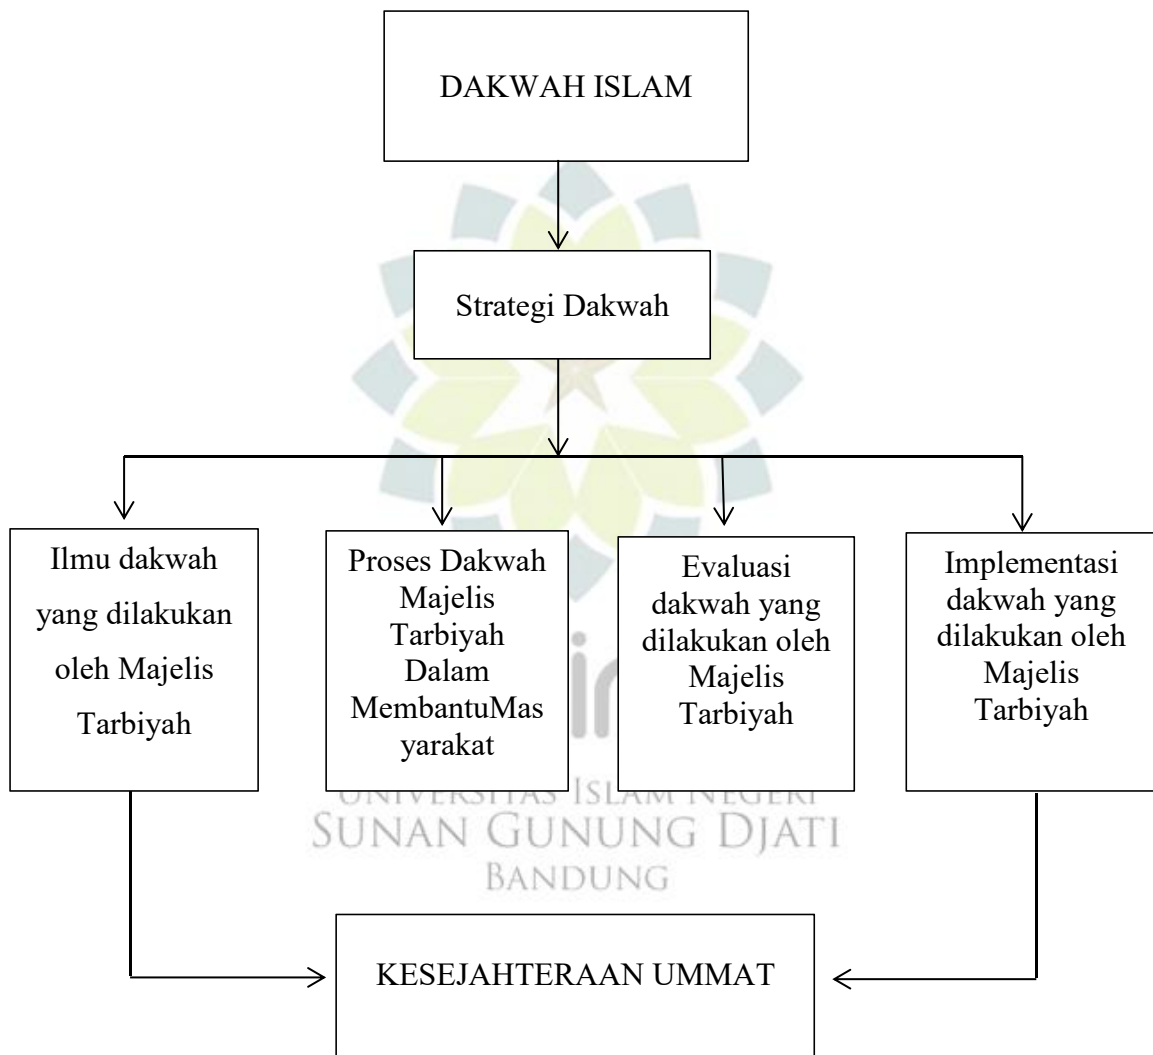 DAKWAH ISLAM
Strategi Dakwah
Ilmu dakwah
yang dilakukan
oleh Majelis
Tarbiyah
Proses Dakwah
Majelis
Tarbiyah
Dalam
MembantuMas
yarakat
Evaluasi
dakwah yang
dilakukan oleh
Majelis
Tarbiyah
Implementasi
dakwah yang
dilakukan oleh
Majelis
Tarbiyah
UNIVERSITAS ISLAM NEGERI
SUNAN GUNUNG DJATI
BANDUNG
KESEJAHTERAAN UMMAT